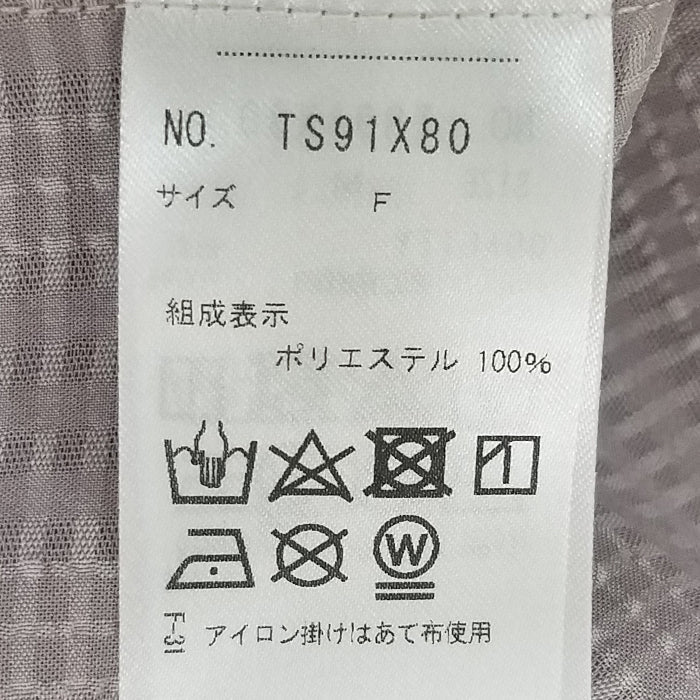 NO. TS91X80
サイズ F
組成表示
ポリエステル 100%
W
F-31
アイロン掛けはあて布使用